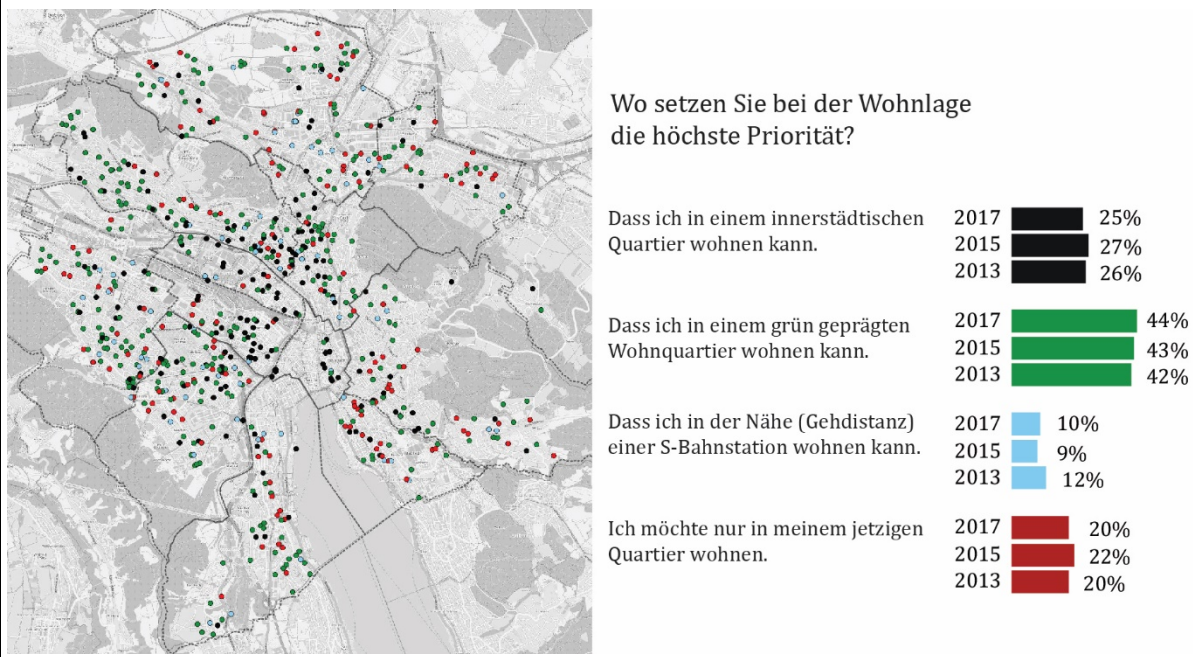 Wo setzen Sie bei der Wohnlage
die höchste Priorität?
Dass ich in einem innerstädtischen
Quartier wohnen kann.
2017 25%
2015 27%
2013 26%
Dass ich in einem grün geprägten
Wohnquartier wohnen kann.
2017 44%
2015 43%
2013 42%
Dass ich in der Nähe (Gehdistanz)
einer S-Bahnstation wohnen kann.
2017 10%
2015 9%
2013 12%
Ich möchte nur in meinem jetzigen
Quartier wohnen.
2017 20%
2015 22%
2013 20%